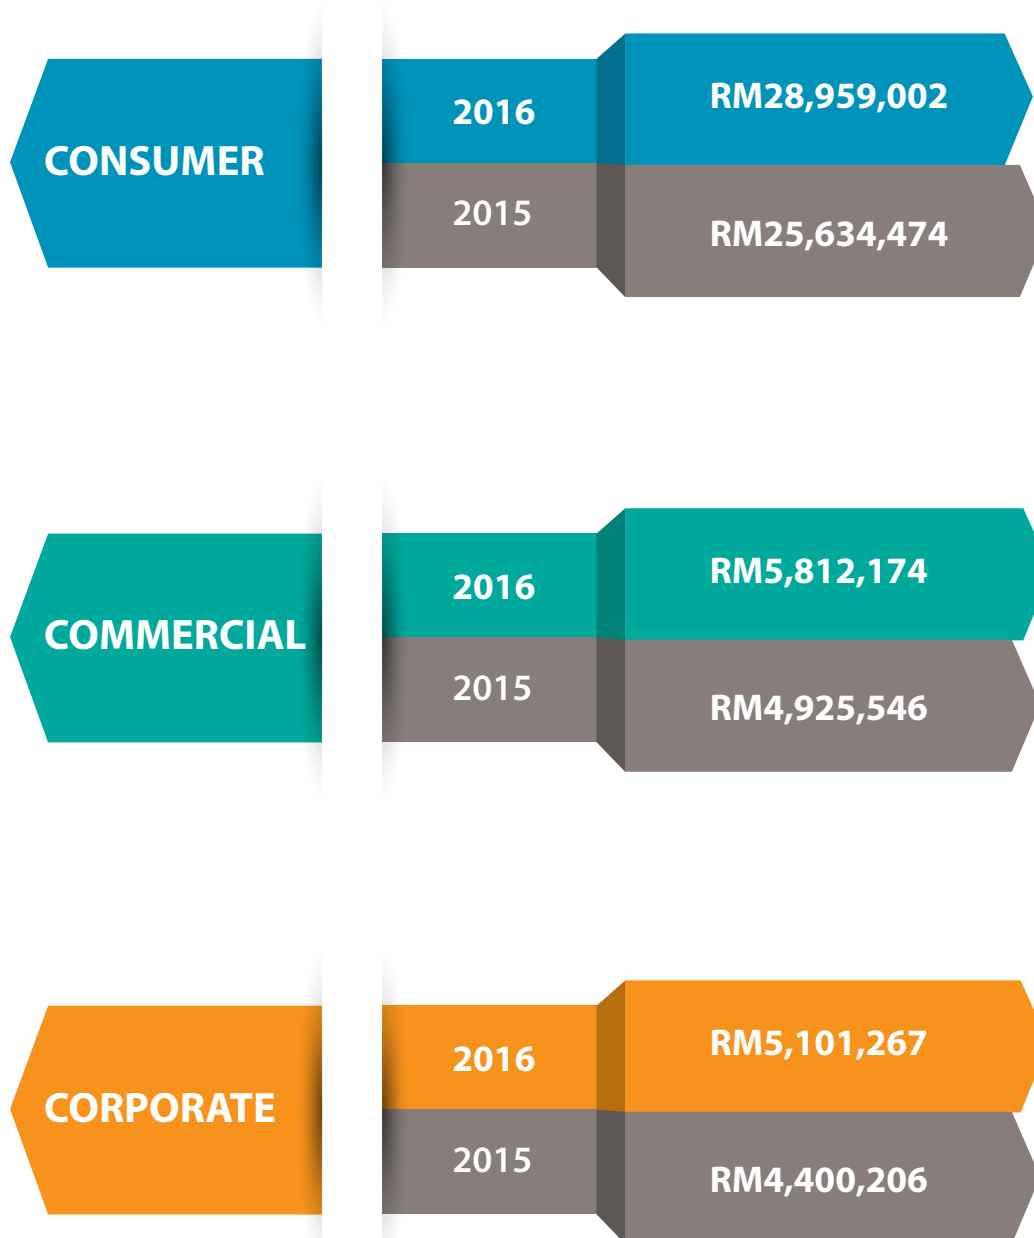 CONSUMER
2016
RM28,959,002
2015
RM25,634,474
COMMERCIAL
2016
RM5,812,174
2015
RM4,925,546
CORPORATE
2016
RM5,101,267
2015
RM4,400,206